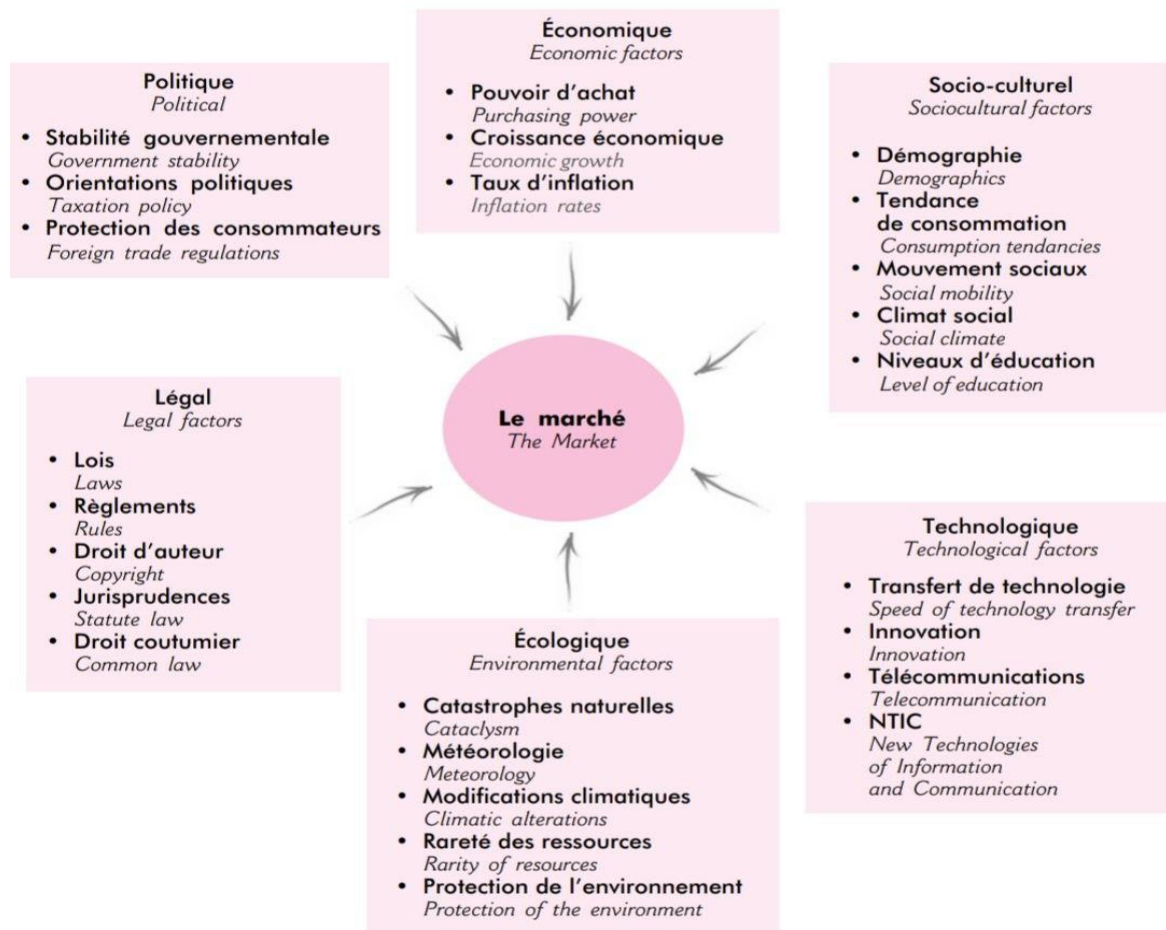 Économique
Economic factors
• Pouvoir d'achat
Purchasing power
• Croissance économique
Economic growth
• Taux d'inflation
Inflation rates
Politique
Political
• Stabilité gouvernementale
Government stability
• Orientations politiques
Taxation policy
• Protection des consommateurs
Foreign trade regulations
Socio-culturel
Sociocultural factors
• Démographie
Demographics
• Tendance
de consommation
Consumption tendancies
• Mouvement sociaux
Social mobility
• Climat social
Social climate
• Niveaux d'éducation
Level of education
Le marché
The Market
Légal
Legal factors
• Lois
Laws
• Règlements
Rules
• Droit d'auteur
Copyright
• Jurisprudences
Statute law
• Droit coutumier
Common law
Technologique
Technological factors
• Transfert de technologie
Speed of technology transfer
• Innovation
Innovation
• Télécommunications
Telecommunication
• NTIC
New Technologies
of Information
and Communication
Écologique
Environmental factors
• Catastrophes naturelles
Cataclysm
• Météorologie
Meteorology
• Modifications climatiques
Climatic alterations
• Rareté des ressources
Rarity of resources
• Protection de l'environnement
Protection of the environment